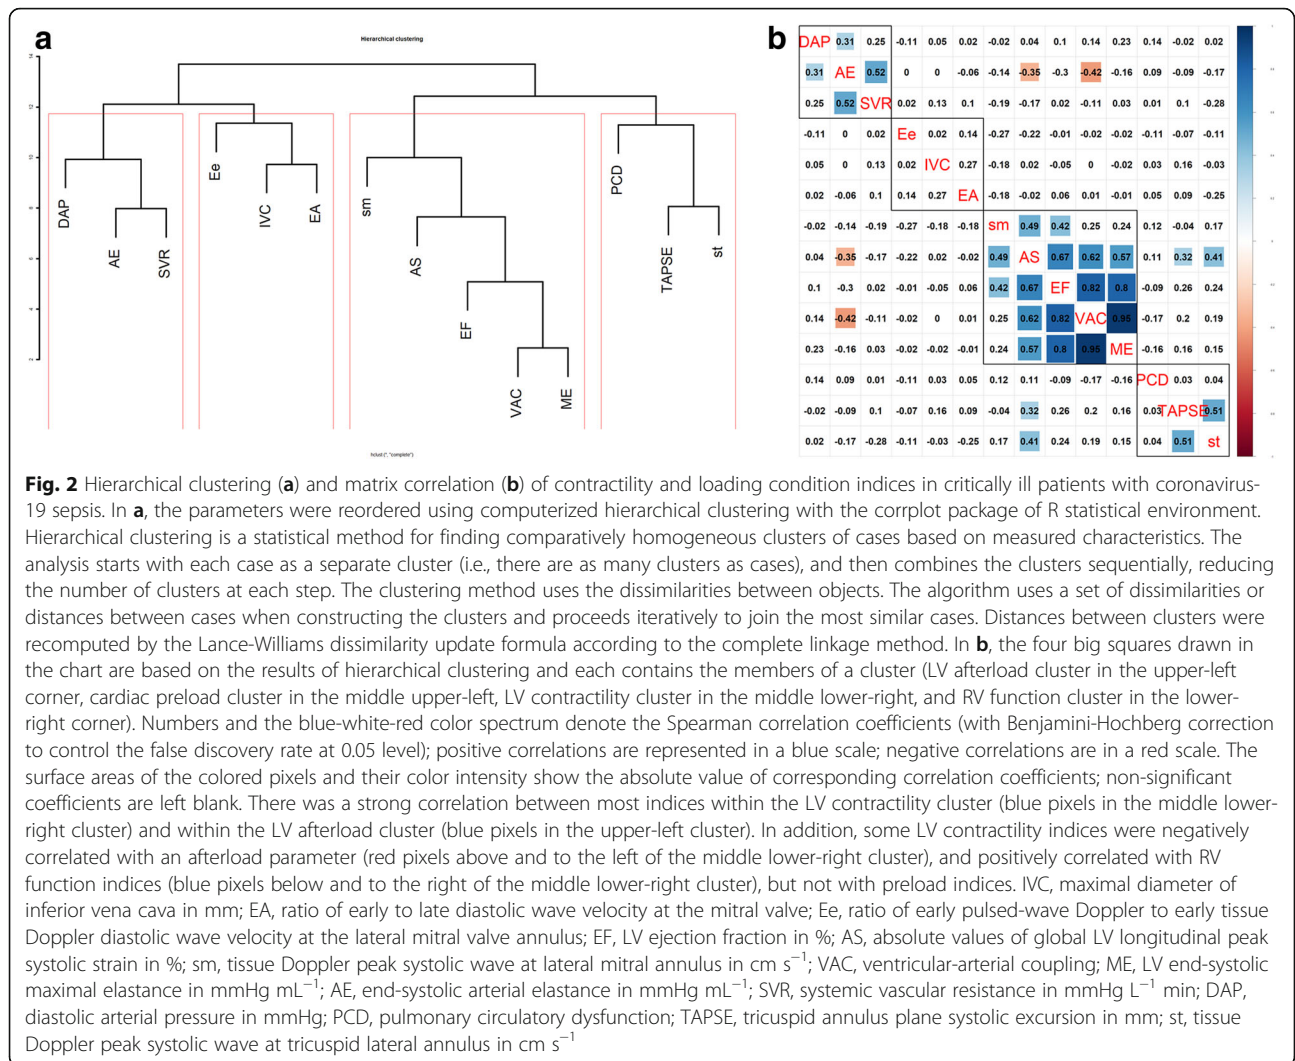 a
Hierarchical clustering
14
12
10
8
6
4
2
DAP
AE
SVR
Ee
IVC
EA
sm
AS
EF
VAC
ME
PCD
TAPSE
st
hclust (*, "complete")
b
DAP 0.31 0.25 -0.11 0.05 0.02 -0.02 0.04 0.1 0.14 0.23 0.14 -0.02 0.02
0.31 AE 0.52 0 0 -0.06 -0.14 -0.35 -0.3 -0.42 -0.16 0.09 -0.09 -0.17
0.25 0.52 SVR 0.02 0.13 0.1 -0.19 -0.17 0.02 -0.11 0.03 0.01 0.1 -0.28
-0.11 0 0.02 Ee 0.02 0.14 -0.27 -0.22 -0.01 -0.02 -0.02 -0.11 -0.07 -0.11
0.05 0 0.13 0.02 IVC 0.27 -0.18 0.02 -0.05 0 -0.02 0.03 0.16 -0.03
0.02 -0.06 0.1 0.14 0.27 EA -0.18 -0.02 0.06 0.01 -0.01 0.05 0.09 -0.25
-0.02 -0.14 -0.19 -0.27 -0.18 -0.18 sm 0.49 0.42 0.25 0.24 0.12 -0.04 0.17
0.04 -0.35 -0.17 -0.22 0.02 -0.02 0.49 AS 0.67 0.62 0.57 0.11 0.32 0.41
0.1 -0.3 0.02 -0.01 -0.05 0.06 0.42 0.67 EF 0.82 0.8 -0.09 0.26 0.24
0.14 -0.42 -0.11 -0.02 0 0.01 0.25 0.62 0.82 VAC 0.95 -0.17 0.2 0.19
0.23 -0.16 0.03 -0.02 -0.02 -0.01 0.24 0.57 0.8 0.95 ME -0.16 0.16 0.15
0.14 0.09 0.01 -0.11 0.03 0.05 0.12 0.11 -0.09 -0.17 -0.16 PCD 0.03 0.04
-0.02 -0.09 0.1 -0.07 0.16 0.09 -0.04 0.32 0.26 0.2 0.16 0.03 TAPSE 0.51
0.02 -0.17 -0.28 -0.11 -0.03 -0.25 0.17 0.41 0.24 0.19 0.15 0.04 0.51 st
Fig. 2 Hierarchical clustering (a) and matrix correlation (b) of contractility and loading condition indices in critically ill patients with coronavirus-
19 sepsis. In a, the parameters were reordered using computerized hierarchical clustering with the corrplot package of R statistical environment.
Hierarchical clustering is a statistical method for finding comparatively homogeneous clusters of cases based on measured characteristics. The
analysis starts with each case as a separate cluster (i.e., there are as many clusters as cases), and then combines the clusters sequentially, reducing
the number of clusters at each step. The clustering method uses the dissimilarities between objects. The algorithm uses a set of dissimilarities or
distances between cases when constructing the clusters and proceeds iteratively to join the most similar cases. Distances between clusters were
recomputed by the Lance-Williams dissimilarity update formula according to the complete linkage method. In b, the four big squares drawn in
the chart are based on the results of hierarchical clustering and each contains the members of a cluster (LV afterload cluster in the upper-left
corner, cardiac preload cluster in the middle upper-left, LV contractility cluster in the middle lower-right, and RV function cluster in the lower-
right corner). Numbers and the blue-white-red color spectrum denote the Spearman correlation coefficients (with Benjamini-Hochberg correction
to control the false discovery rate at 0.05 level); positive correlations are represented in a blue scale; negative correlations are in a red scale. The
surface areas of the colored pixels and their color intensity show the absolute value of corresponding correlation coefficients; non-significant
coefficients are left blank. There was a strong correlation between most indices within the LV contractility cluster (blue pixels in the middle lower-
right cluster) and within the LV afterload cluster (blue pixels in the upper-left cluster). In addition, some LV contractility indices were negatively
correlated with an afterload parameter (red pixels above and to the left of the middle lower-right cluster), and positively correlated with RV
function indices (blue pixels below and to the right of the middle lower-right cluster), but not with preload indices. IVC, maximal diameter of
inferior vena cava in mm; EA, ratio of early to late diastolic wave velocity at the mitral valve; Ee, ratio of early pulsed-wave Doppler to early tissue
Doppler diastolic wave velocity at the lateral mitral valve annulus; EF, LV ejection fraction in %; AS, absolute values of global LV longitudinal peak
systolic strain in %; sm, tissue Doppler peak systolic wave at lateral mitral annulus in cm s⁻¹; VAC, ventricular-arterial coupling; ME, LV end-systolic
maximal elastance in mmHg mL⁻¹; AE, end-systolic arterial elastance in mmHg mL⁻¹; SVR, systemic vascular resistance in mmHg L⁻¹ min; DAP,
diastolic arterial pressure in mmHg; PCD, pulmonary circulatory dysfunction; TAPSE, tricuspid annulus plane systolic excursion in mm; st, tissue
Doppler peak systolic wave at tricuspid lateral annulus in cm s⁻¹